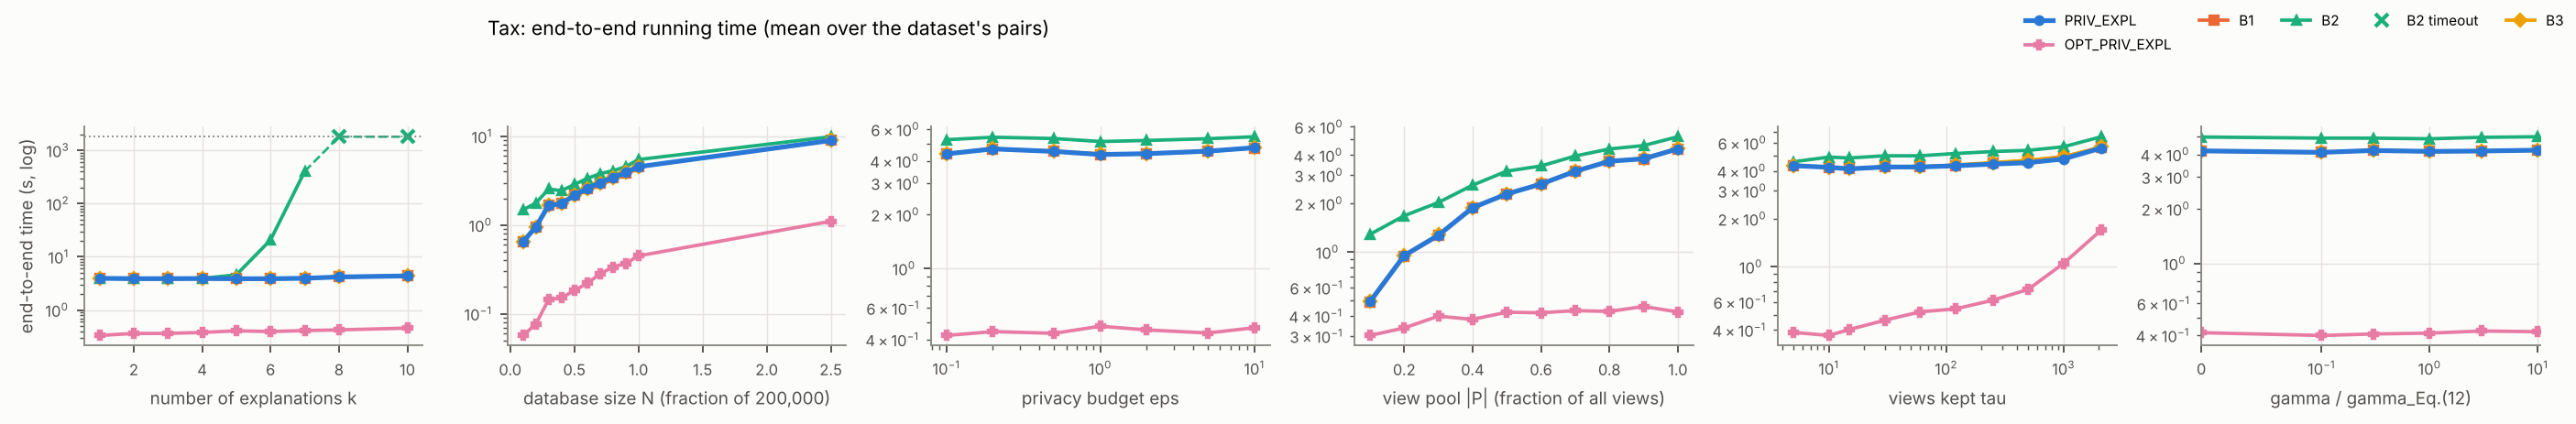 Tax: end-to-end running time (mean over the dataset's pairs)
PRIV_EXPL B1 B2 B2 timeout B3
OPT_PRIV_EXPL
end-to-end time (s, log)
10³
10²
10¹
10⁰
2 4 6 8 10
number of explanations k
10¹
10⁰
10⁻¹
0.0 0.5 1.0 1.5 2.0 2.5
database size N (fraction of 200,000)
6 × 10⁰
4 × 10⁰
3 × 10⁰
2 × 10⁰
10⁰
6 × 10⁻¹
4 × 10⁻¹
10⁻¹ 10⁰ 10¹
privacy budget eps
6 × 10⁰
4 × 10⁰
3 × 10⁰
2 × 10⁰
10⁰
6 × 10⁻¹
4 × 10⁻¹
3 × 10⁻¹
0.2 0.4 0.6 0.8 1.0
view pool |P| (fraction of all views)
6 × 10⁰
4 × 10⁰
3 × 10⁰
2 × 10⁰
10⁰
6 × 10⁻¹
4 × 10⁻¹
10¹ 10² 10³
views kept tau
4 × 10⁰
3 × 10⁰
2 × 10⁰
10⁰
6 × 10⁻¹
4 × 10⁻¹
0 10⁻¹ 10⁰ 10¹
gamma / gamma_Eq.(12)